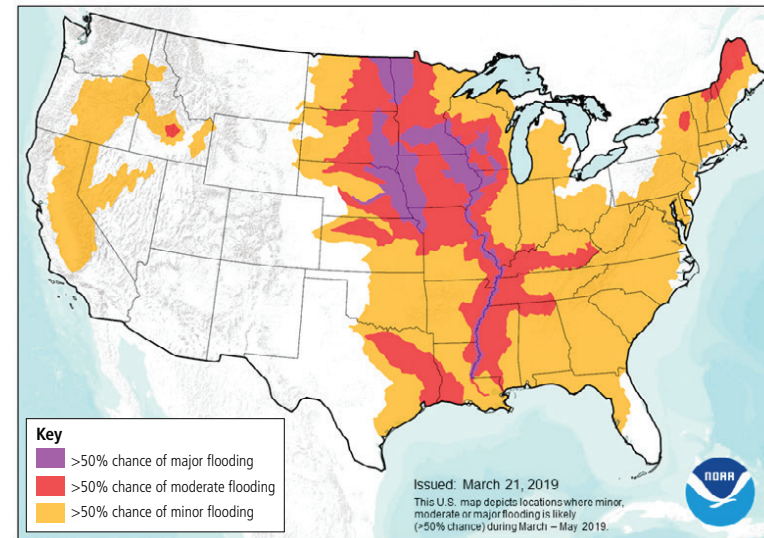 Key
>50% chance of major flooding
>50% chance of moderate flooding
>50% chance of minor flooding
Issued: March 21, 2019
This U.S. map depicts locations where minor,
moderate or major flooding is likely
(>50% chance) during March – May 2019.
NOAA